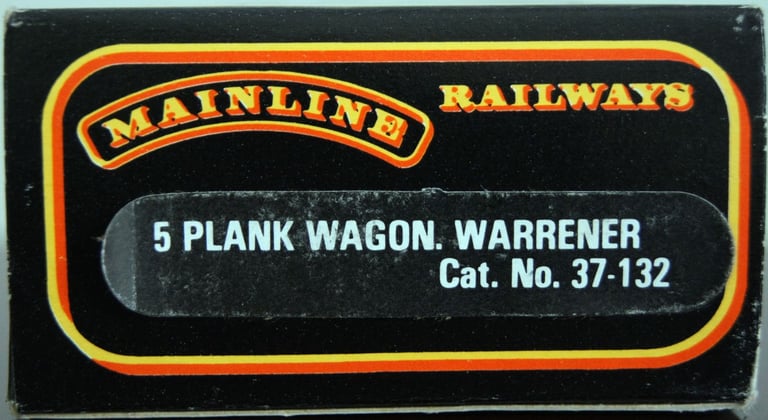 MAINLINE RAILWAYS
5 PLANK WAGON. WARRENER
Cat. No. 37-132